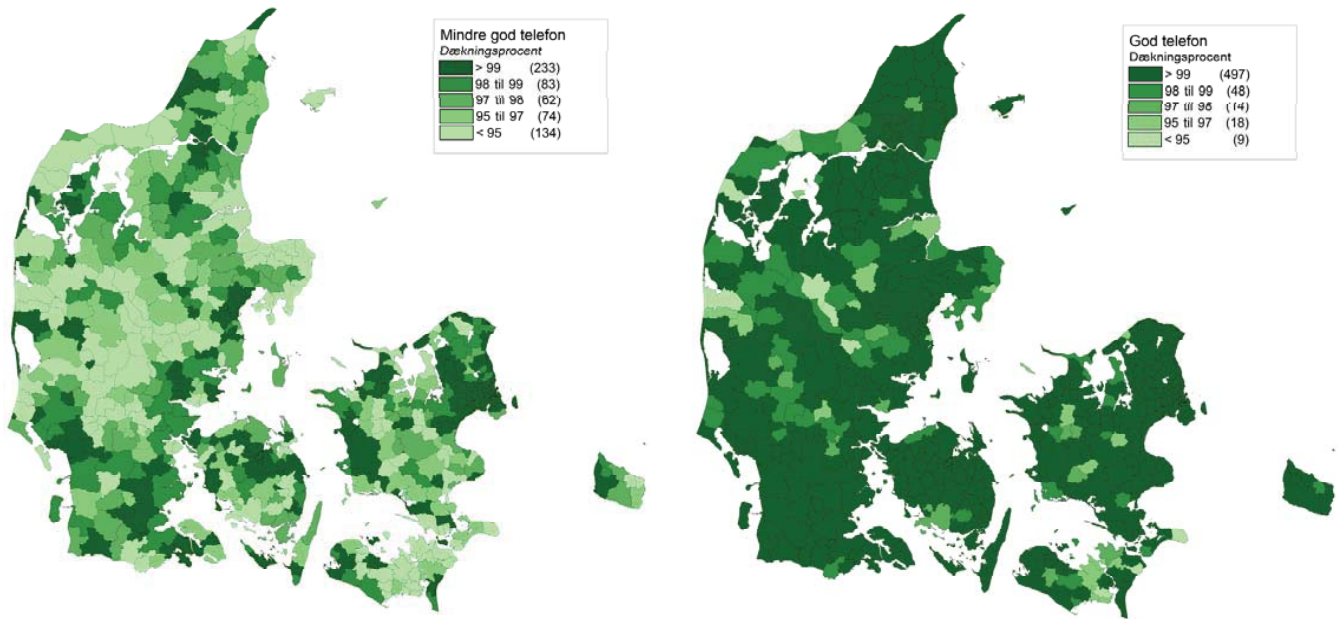 Mindre god telefon
Dækningsprocent
> 99 (233)
98 til 99 (83)
97 til 98 (62)
95 til 97 (74)
< 95 (134)
God telefon
Dækningsprocent
> 99 (497)
98 til 99 (48)
97 til 98 (14)
95 til 97 (18)
< 95 (9)